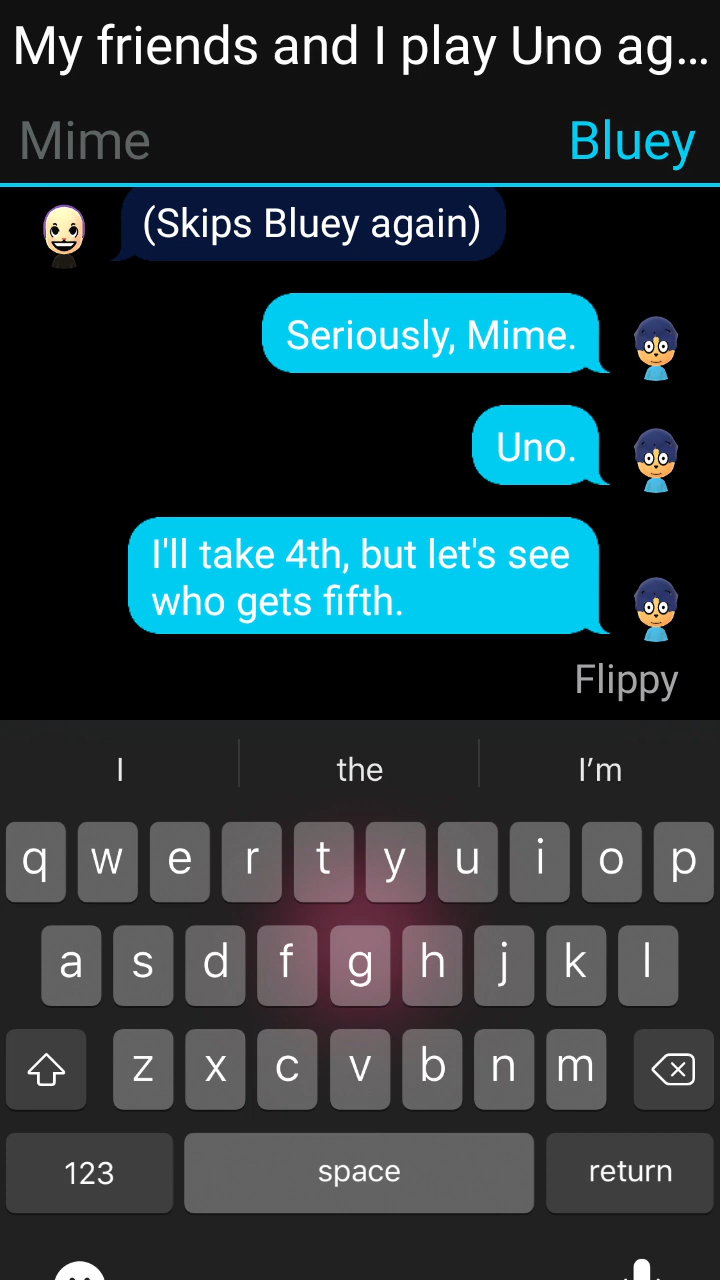 My friends and I play Uno ag...
Mime
Bluey
(Skips Bluey again)
Seriously, Mime.
Uno.
I'll take 4th, but let's see
who gets fifth.
Flippy
I the I'm
q w e r t y u i o p
a s d f g h j k l
z x c v b n m
123 space return